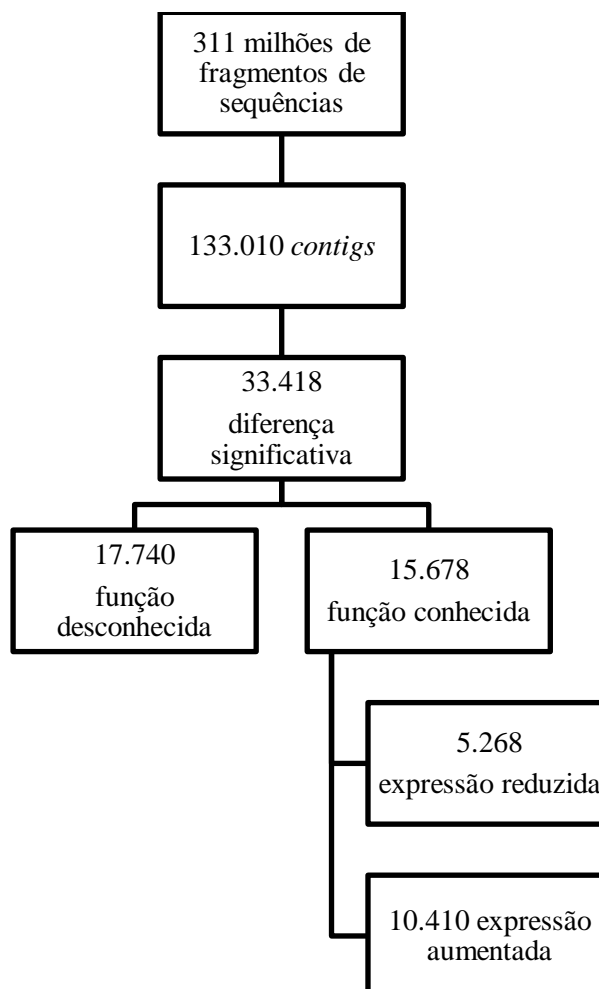 311 milhões de
fragmentos de
sequências
133.010 contigs
33.418
diferença
significativa
17.740
função
desconhecida
15.678
função conhecida
5.268
expressão reduzida
10.410 expressão
aumentada